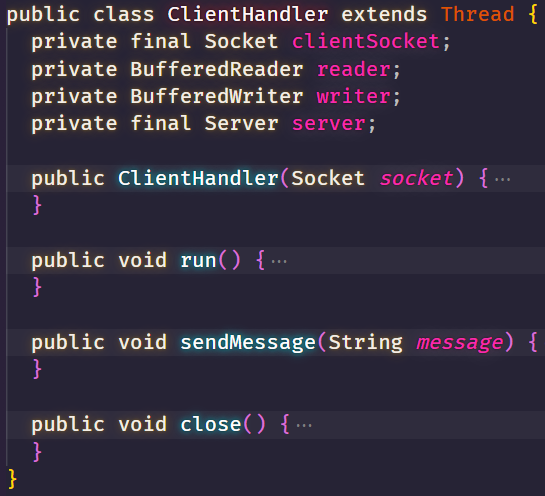 public class ClientHandler extends Thread {
private final Socket clientSocket;
private BufferedReader reader;
private BufferedWriter writer;
private final Server server;
public ClientHandler(Socket socket) {···
}
public void run() {···
}
public void sendMessage(String message) {
}
public void close() {···
}
}